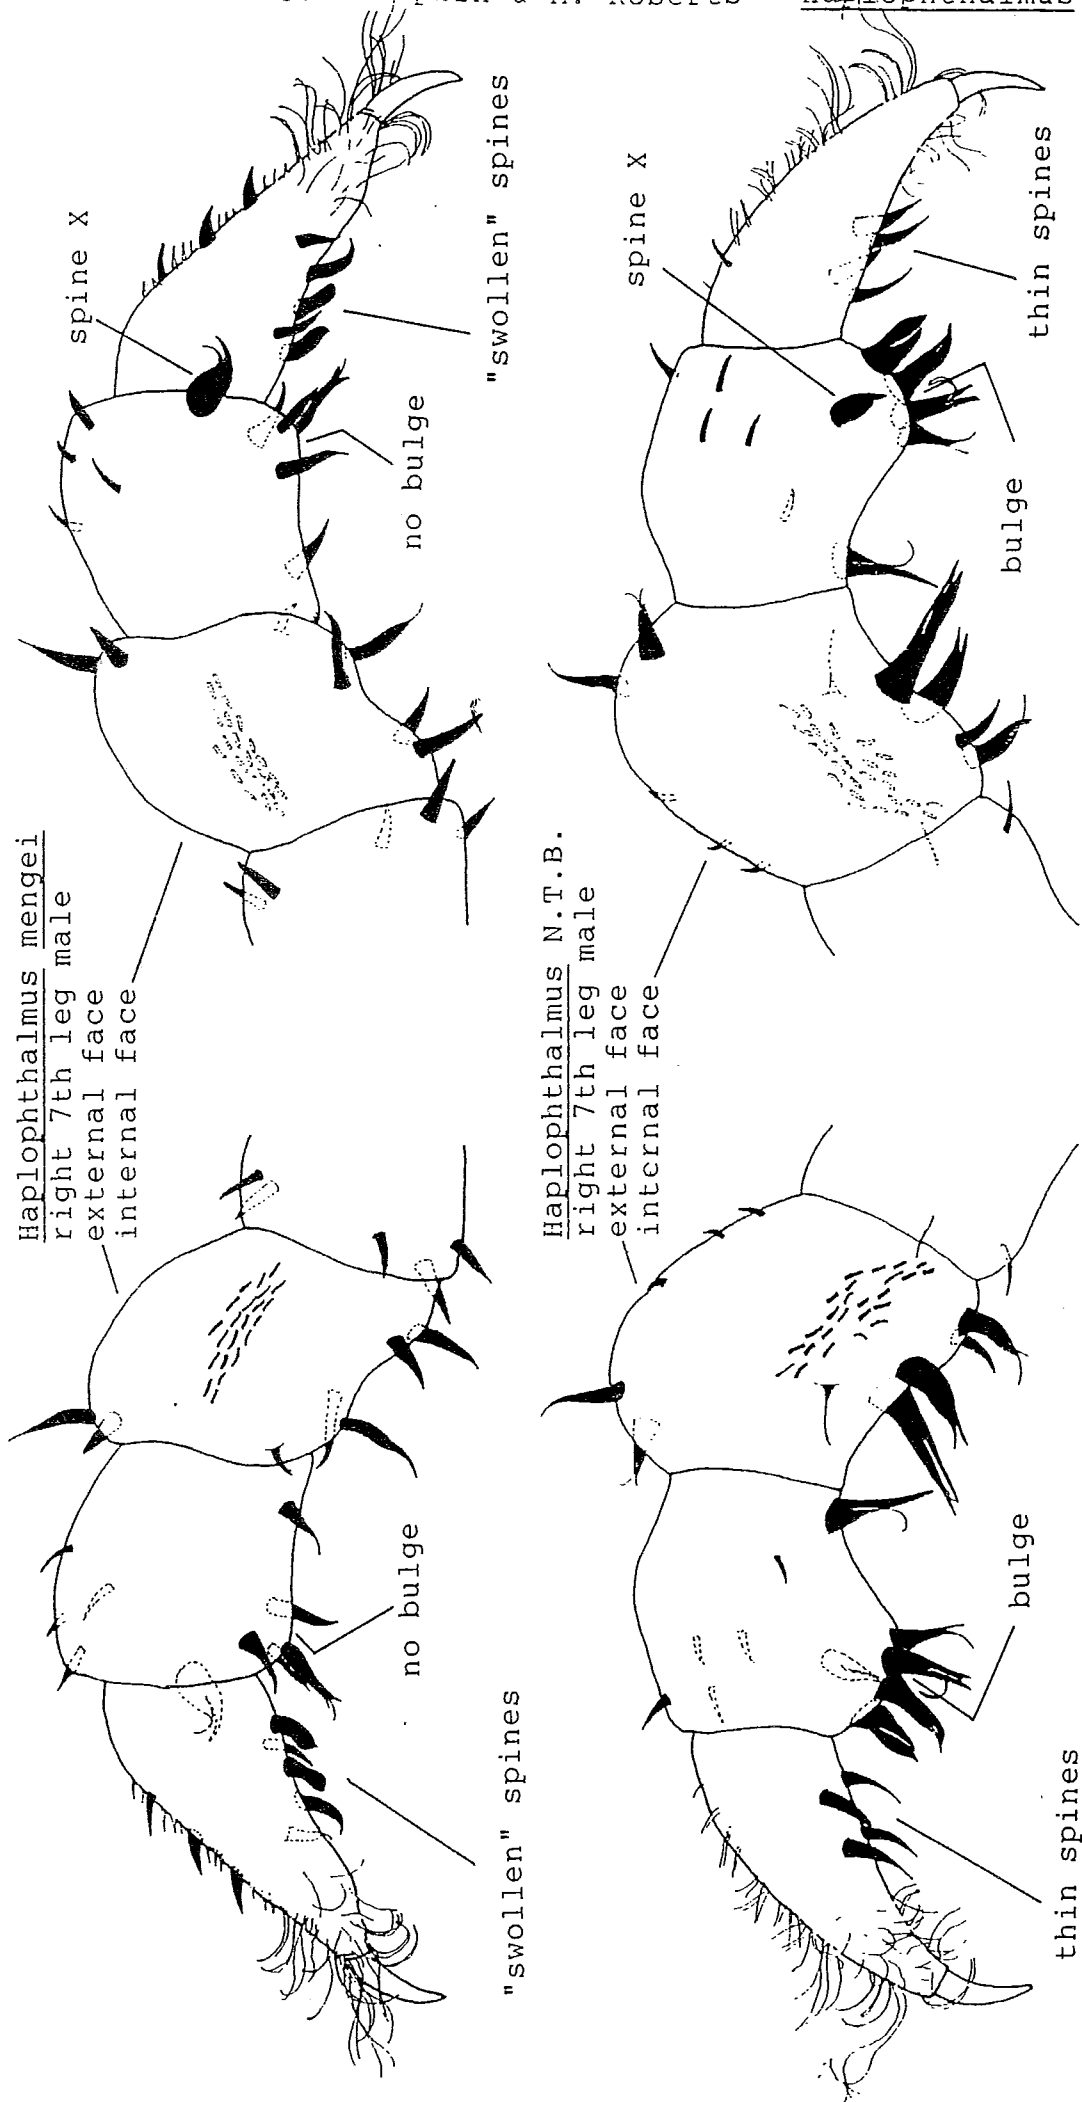 & H. Roberts
Haplophthalmus mengei
right 7th leg male
external face
internal face
spine X
"swollen" spines
no bulge
no bulge
"swollen" spines
Haplophthalmus N.T.B.
right 7th leg male
external face
internal face
spine X
thin spines
bulge
bulge
thin spines